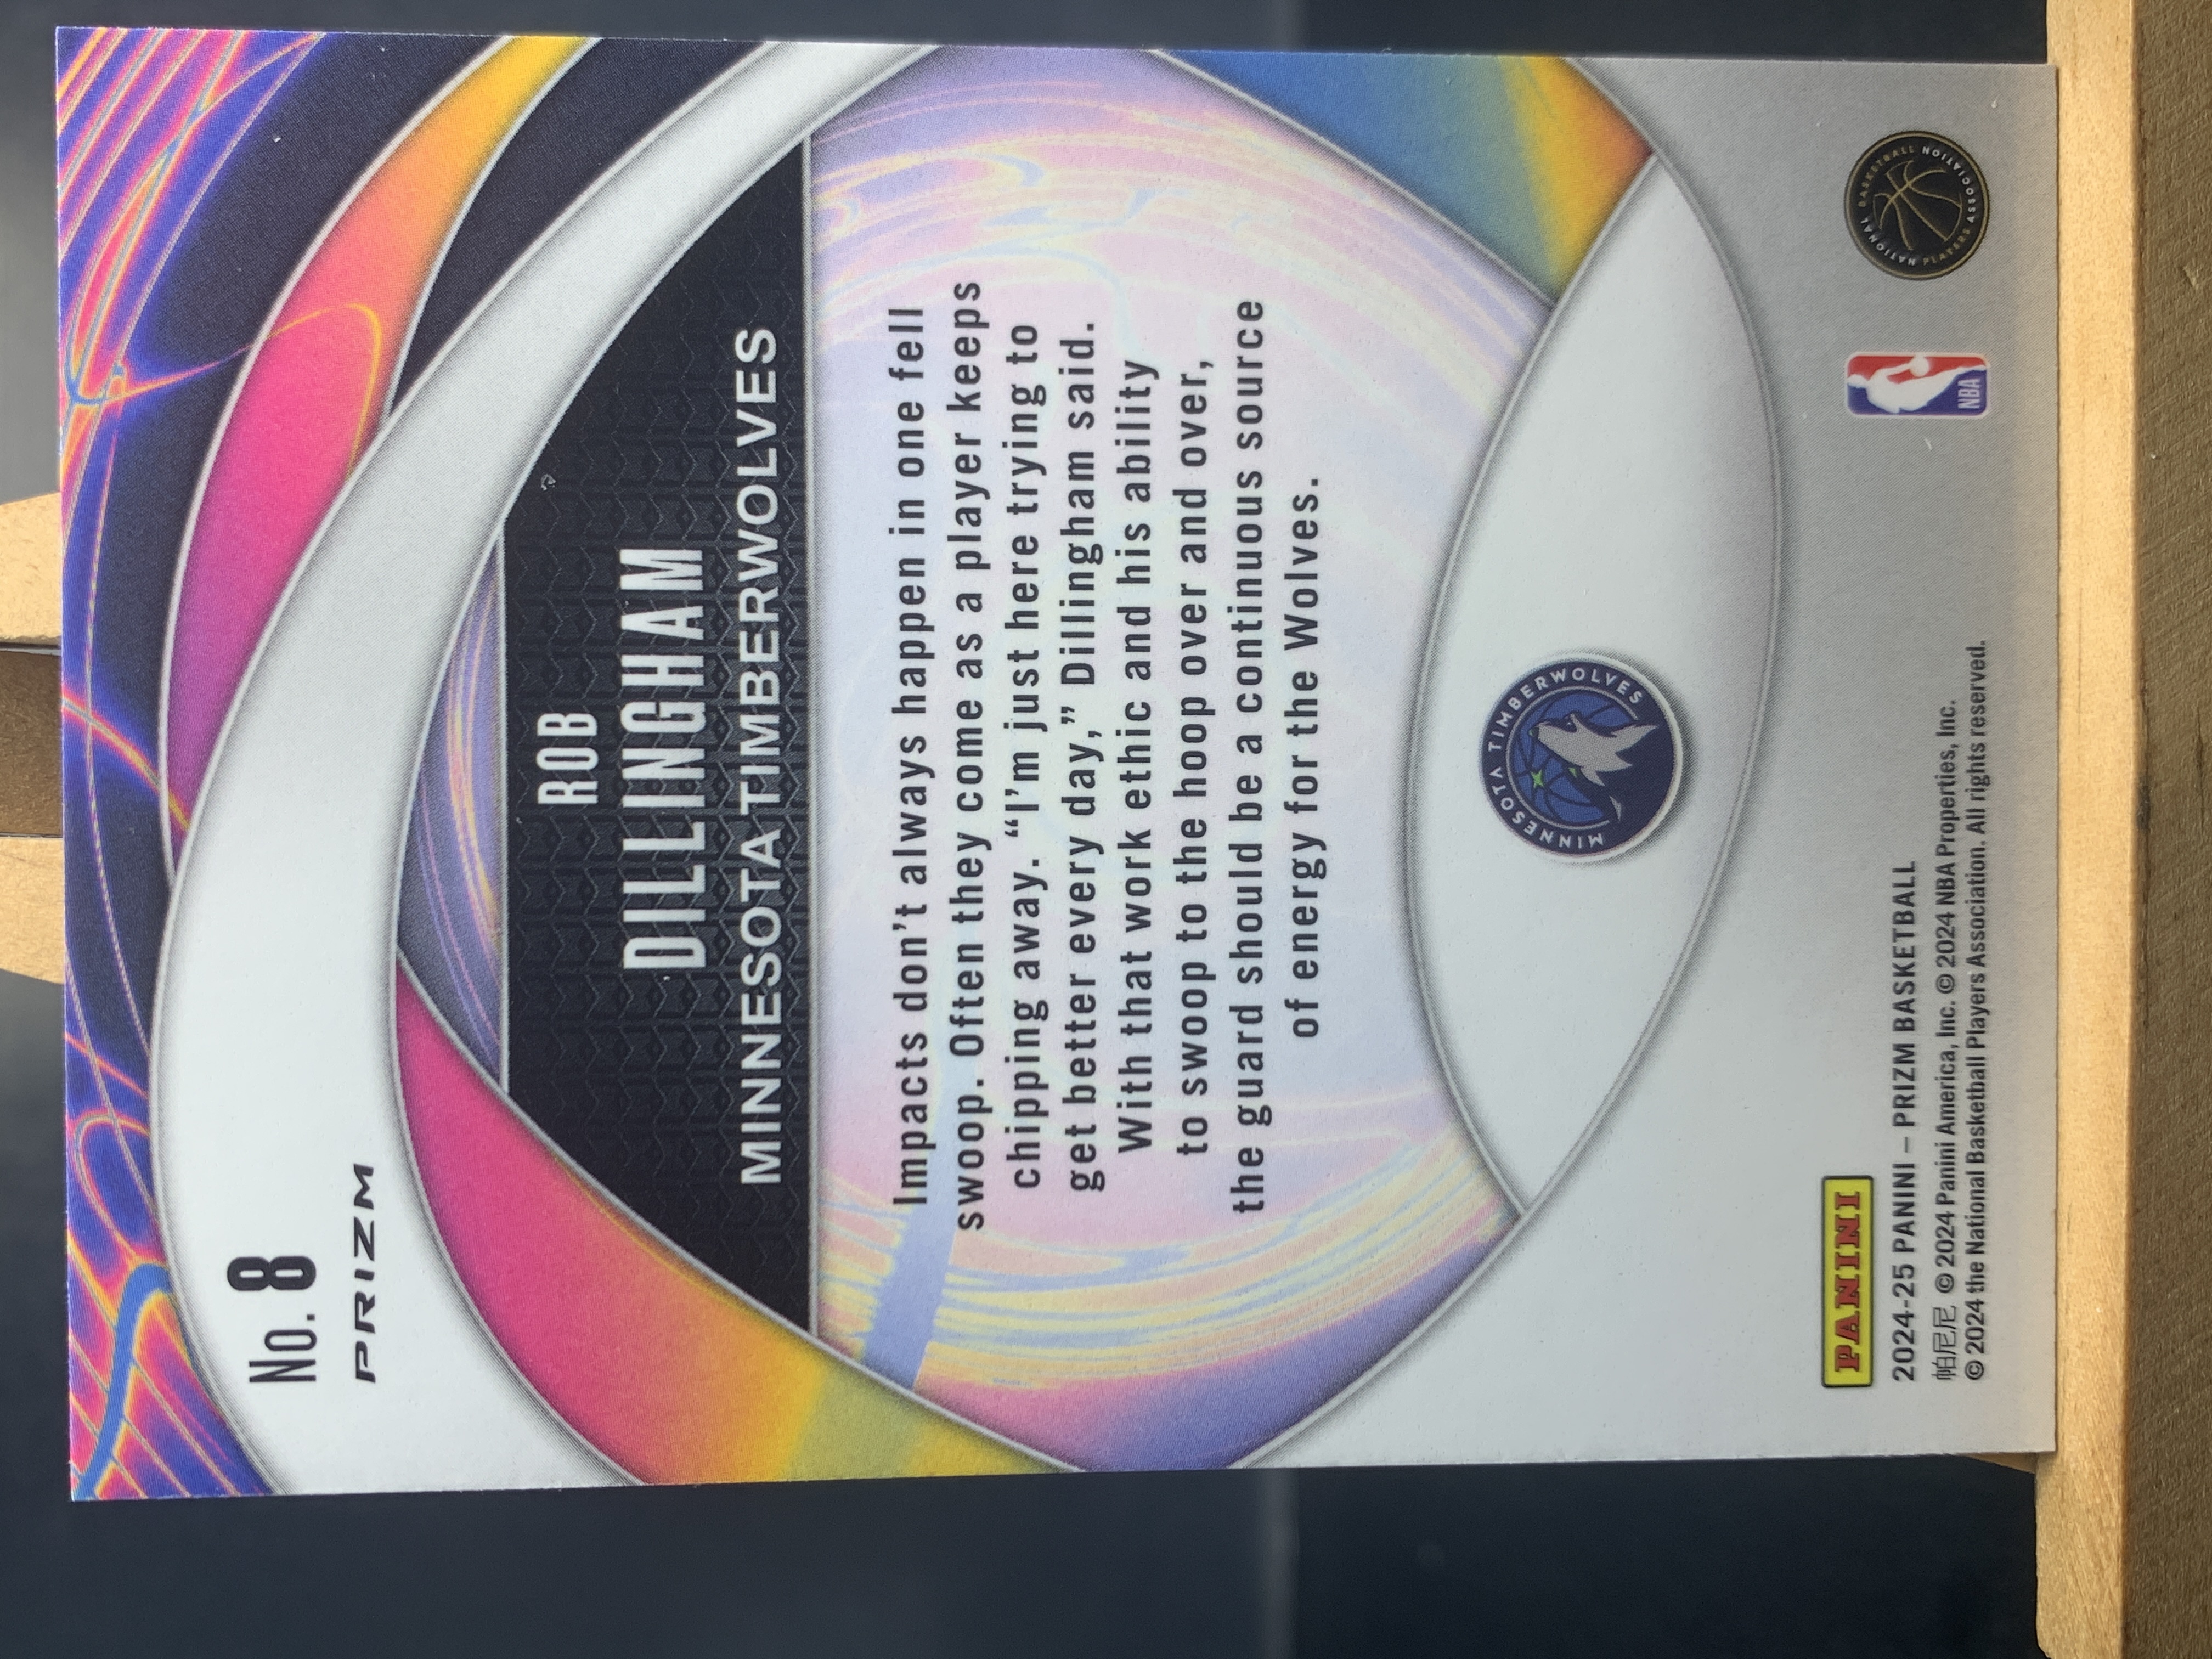 No. 8
PRIZM
ROB
DILLINGHAM
MINNESOTA TIMBERWOLVES
Impacts don't always happen in one fell
swoop. Often they come as a player keeps
chipping away. “I'm just here trying to
get better every day,” Dillingham said.
With that work ethic and his ability
to swoop to the hoop over and over,
the guard should be a continuous source
of energy for the Wolves.
MINNESOTA TIMBERWOLVES
PANINI
2024-25 PANINI – PRIZM BASKETBALL
帕尼尼 © 2024 Panini America, Inc. © 2024 NBA Properties, Inc.
© 2024 the National Basketball Players Association. All rights reserved.
NBA
NATIONAL BASKETBALL PLAYERS ASSOCIATION